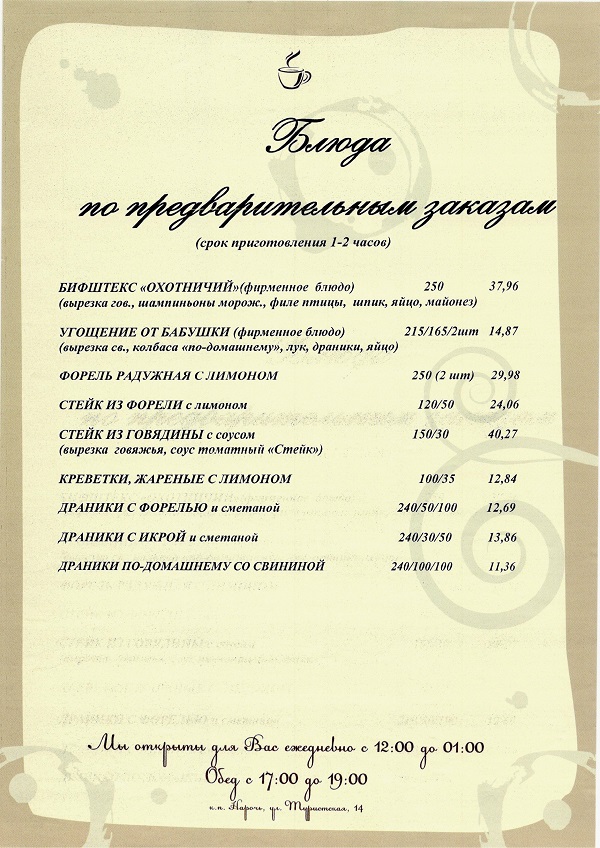 Блюда
по предварительным заказам
(срок приготовления 1-2 часов)
БИФШТЕКС «ОХОТНИЧИЙ»(фирменное блюдо) 250 37,96
(вырезка гов., шампиньоны морож., филе птицы, шпик, яйцо, майонез)
УГОЩЕНИЕ ОТ БАБУШКИ (фирменное блюдо) 215/165/2шт 14,87
(вырезка св., колбаса «по-домашнему», лук, драники, яйцо)
ФОРЕЛЬ РАДУЖНАЯ С ЛИМОНОМ 250 (2 шт) 29,98
СТЕЙК ИЗ ФОРЕЛИ с лимоном 120/50 24,06
СТЕЙК ИЗ ГОВЯДИНЫ с соусом 150/30 40,27
(вырезка говяжья, соус томатный «Стейк»)
КРЕВЕТКИ, ЖАРЕНЫЕ С ЛИМОНОМ 100/35 12,84
ДРАНИКИ С ФОРЕЛЬЮ и сметаной 240/50/100 12,69
ДРАНИКИ С ИКРОЙ и сметаной 240/30/50 13,86
ДРАНИКИ ПО-ДОМАШНЕМУ СО СВИНИНОЙ 240/100/100 11,36
Мы открыты для Вас ежедневно с 12:00 до 01:00
Обед с 17:00 до 19:00
к.п. Нарочь, ул. Туристская, 14